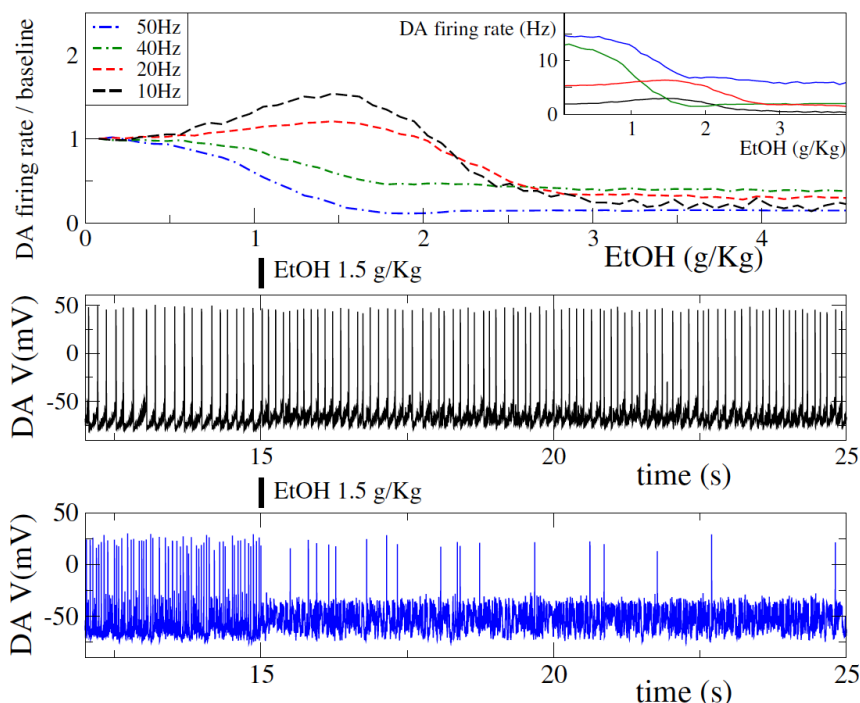 DA firing rate / baseline
2
1
0
50Hz
40Hz
20Hz
10Hz
DA firing rate (Hz)
10
0
1 2 3
EtOH (g/Kg)
0 1 2 3 4
EtOH (g/Kg)
EtOH 1.5 g/Kg
DA V(mV)
50
0
-50
15 20 25
time (s)
EtOH 1.5 g/Kg
DA V(mV)
50
0
-50
15 20 25
time (s)